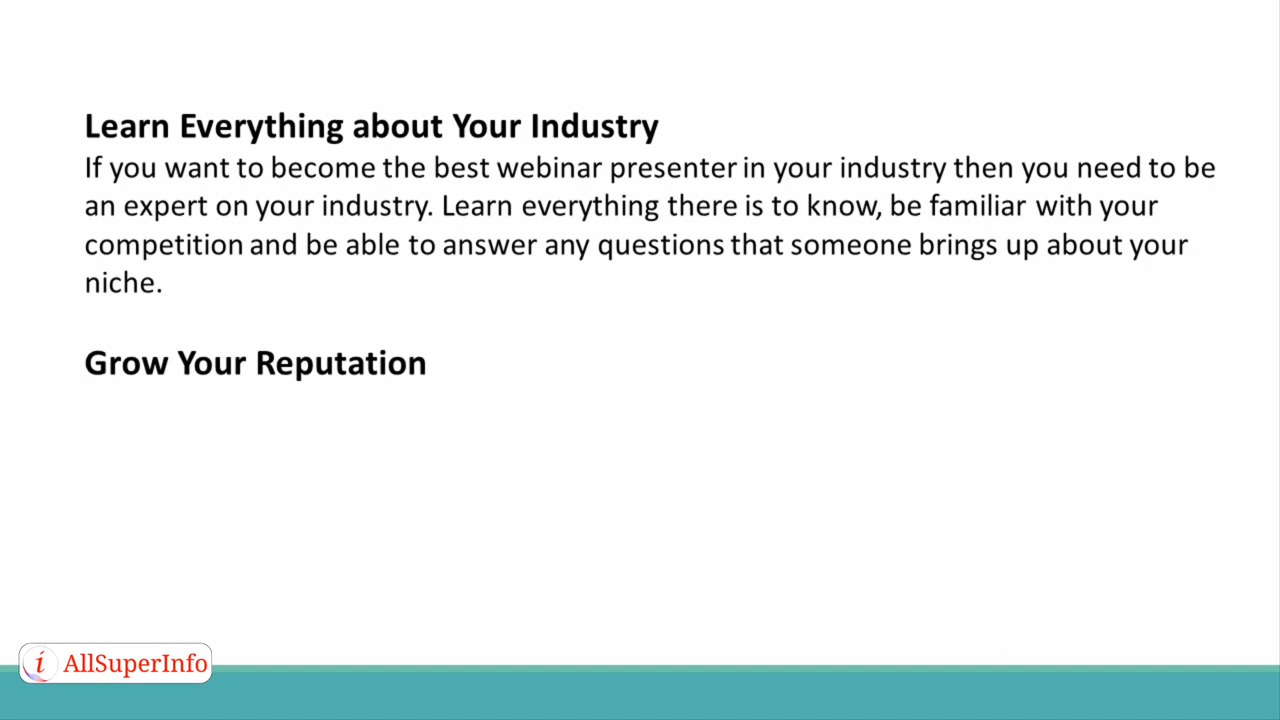 Learn Everything about Your Industry
If you want to become the best webinar presenter in your industry then you need to be
an expert on your industry. Learn everything there is to know, be familiar with your
competition and be able to answer any questions that someone brings up about your
niche.
Grow Your Reputation
i AllSuperInfo